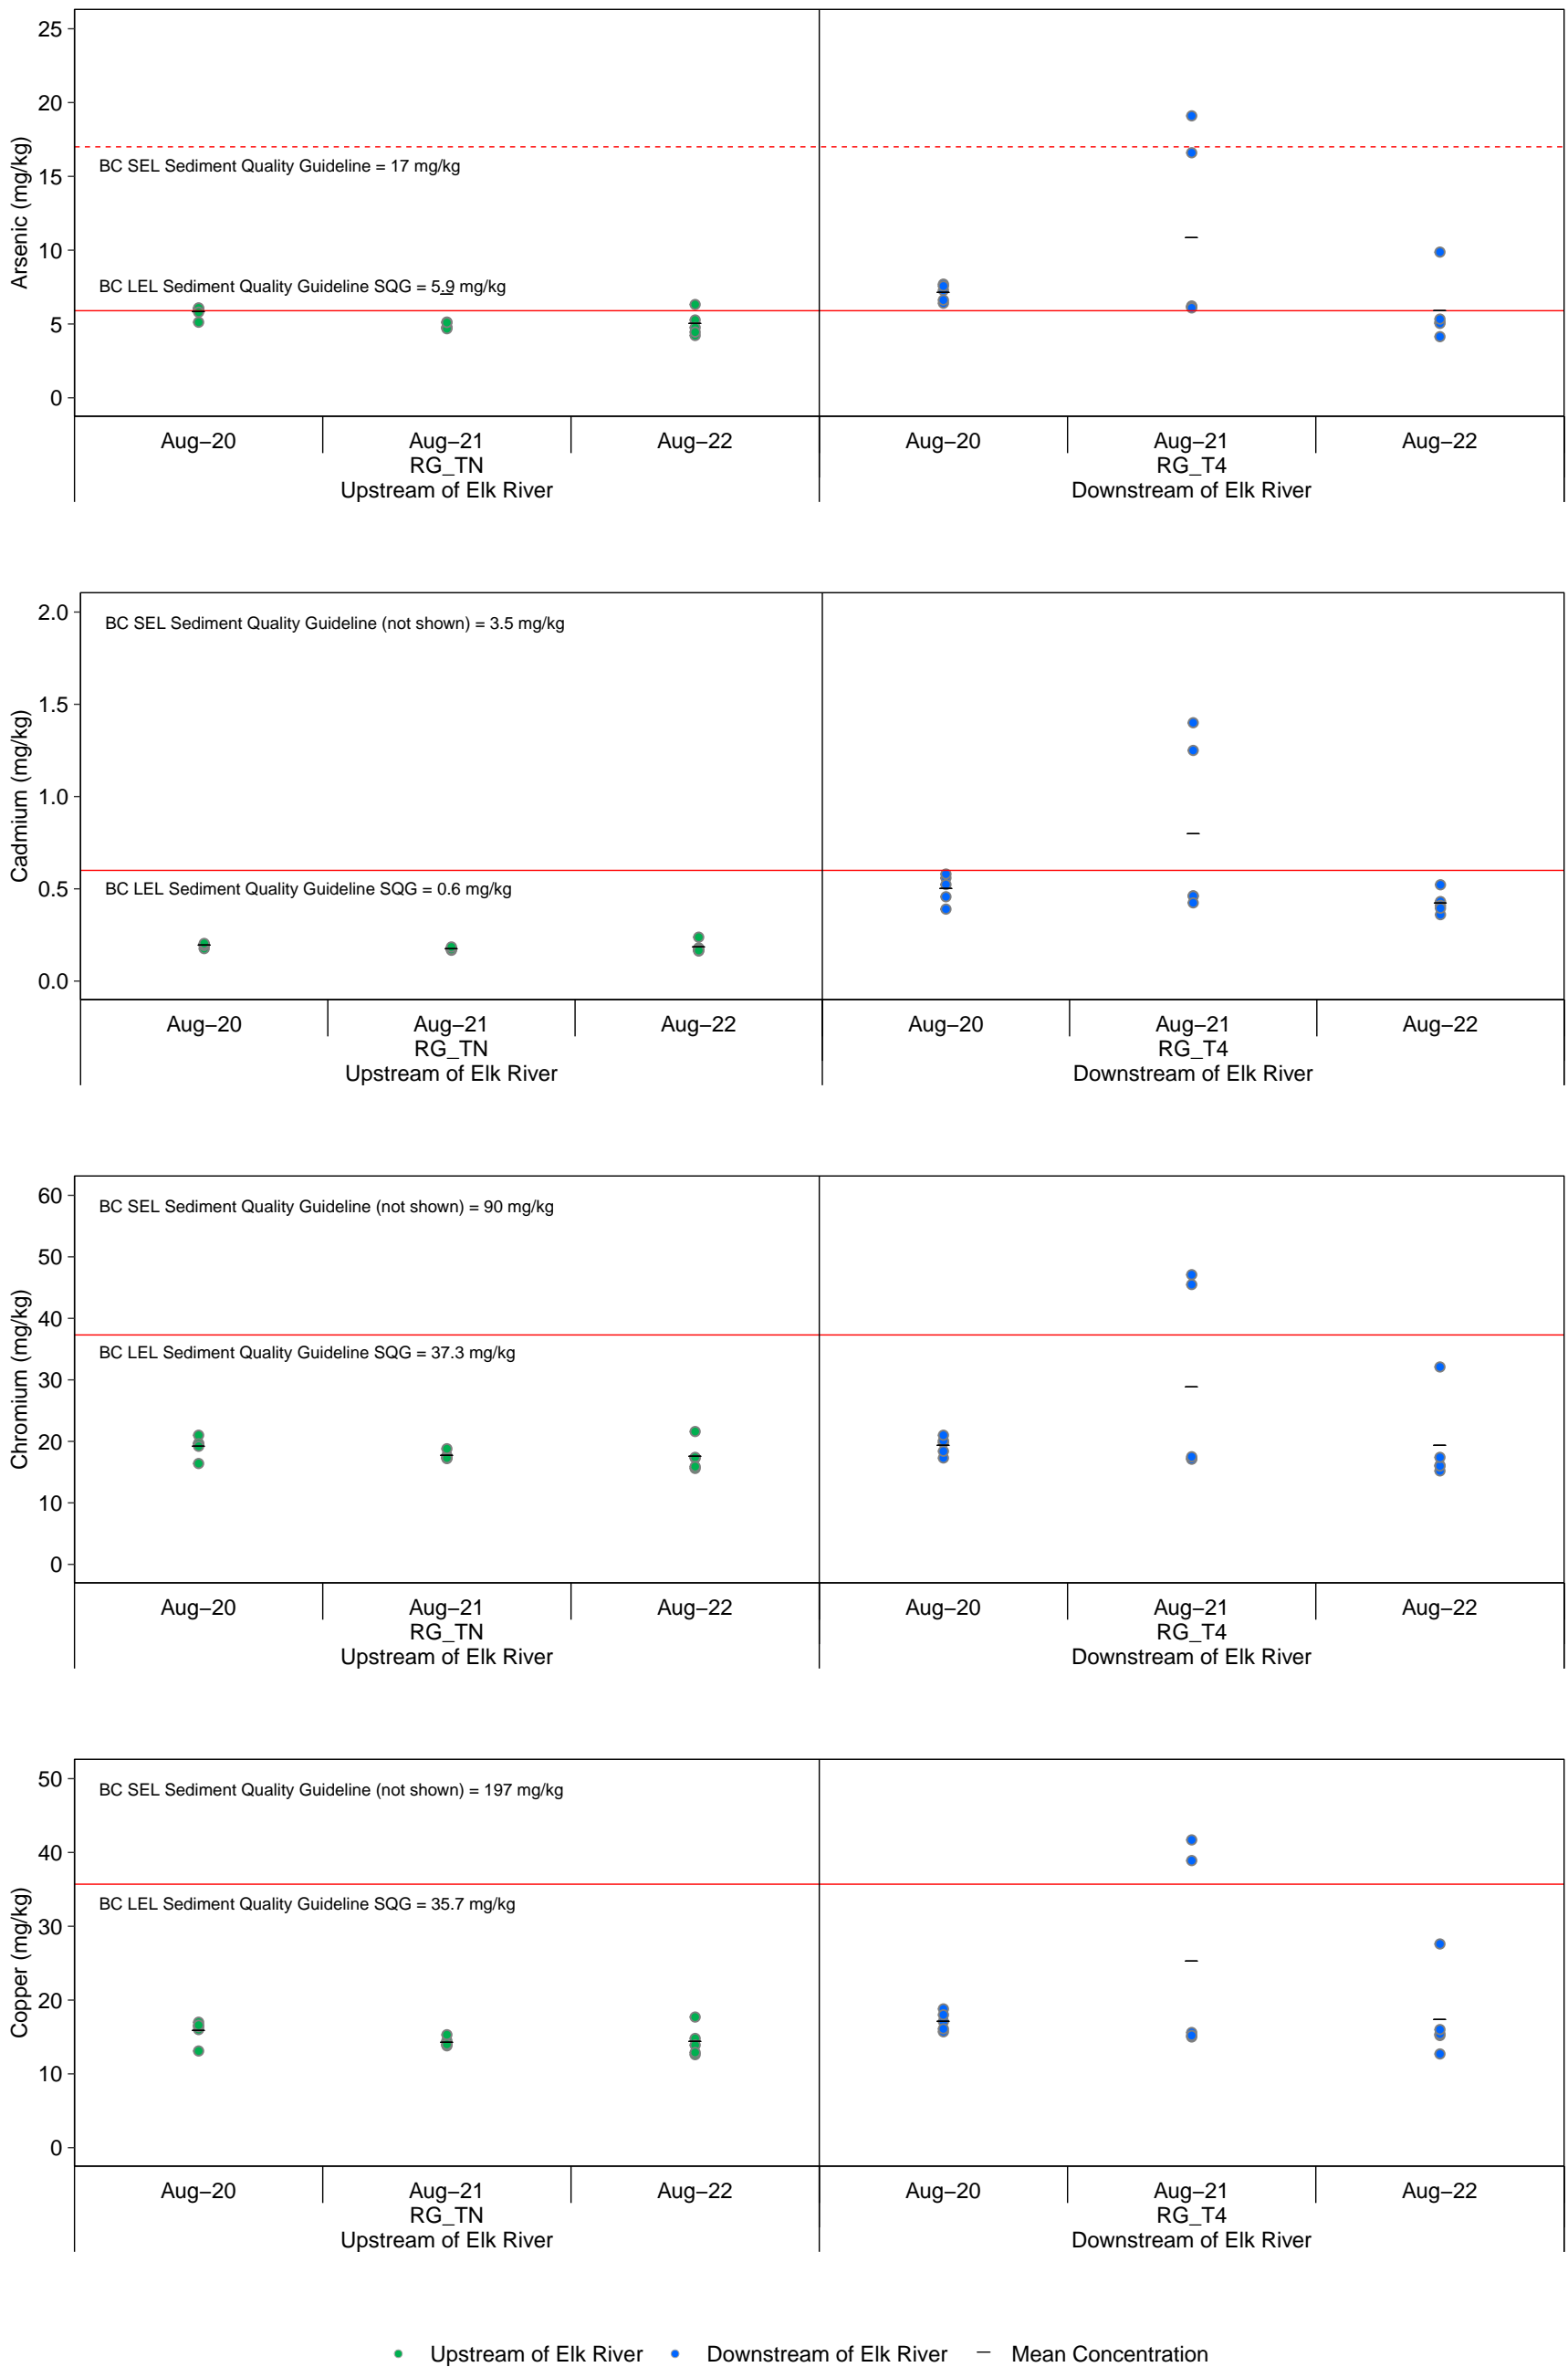 25
20
15
10
5
0
Arsenic (mg/kg)
BC SEL Sediment Quality Guideline = 17 mg/kg
BC LEL Sediment Quality Guideline SQG = 5.9 mg/kg
Aug−20 Aug−21 Aug−22 Aug−20 Aug−21 Aug−22
RG_TN RG_T4
Upstream of Elk River Downstream of Elk River
2.0
1.5
1.0
0.5
0.0
Cadmium (mg/kg)
BC SEL Sediment Quality Guideline (not shown) = 3.5 mg/kg
BC LEL Sediment Quality Guideline SQG = 0.6 mg/kg
Aug−20 Aug−21 Aug−22 Aug−20 Aug−21 Aug−22
RG_TN RG_T4
Upstream of Elk River Downstream of Elk River
60
50
40
30
20
10
0
Chromium (mg/kg)
BC SEL Sediment Quality Guideline (not shown) = 90 mg/kg
BC LEL Sediment Quality Guideline SQG = 37.3 mg/kg
Aug−20 Aug−21 Aug−22 Aug−20 Aug−21 Aug−22
RG_TN RG_T4
Upstream of Elk River Downstream of Elk River
50
40
30
20
10
0
Copper (mg/kg)
BC SEL Sediment Quality Guideline (not shown) = 197 mg/kg
BC LEL Sediment Quality Guideline SQG = 35.7 mg/kg
Aug−20 Aug−21 Aug−22 Aug−20 Aug−21 Aug−22
RG_TN RG_T4
Upstream of Elk River Downstream of Elk River
Upstream of Elk River Downstream of Elk River Mean Concentration